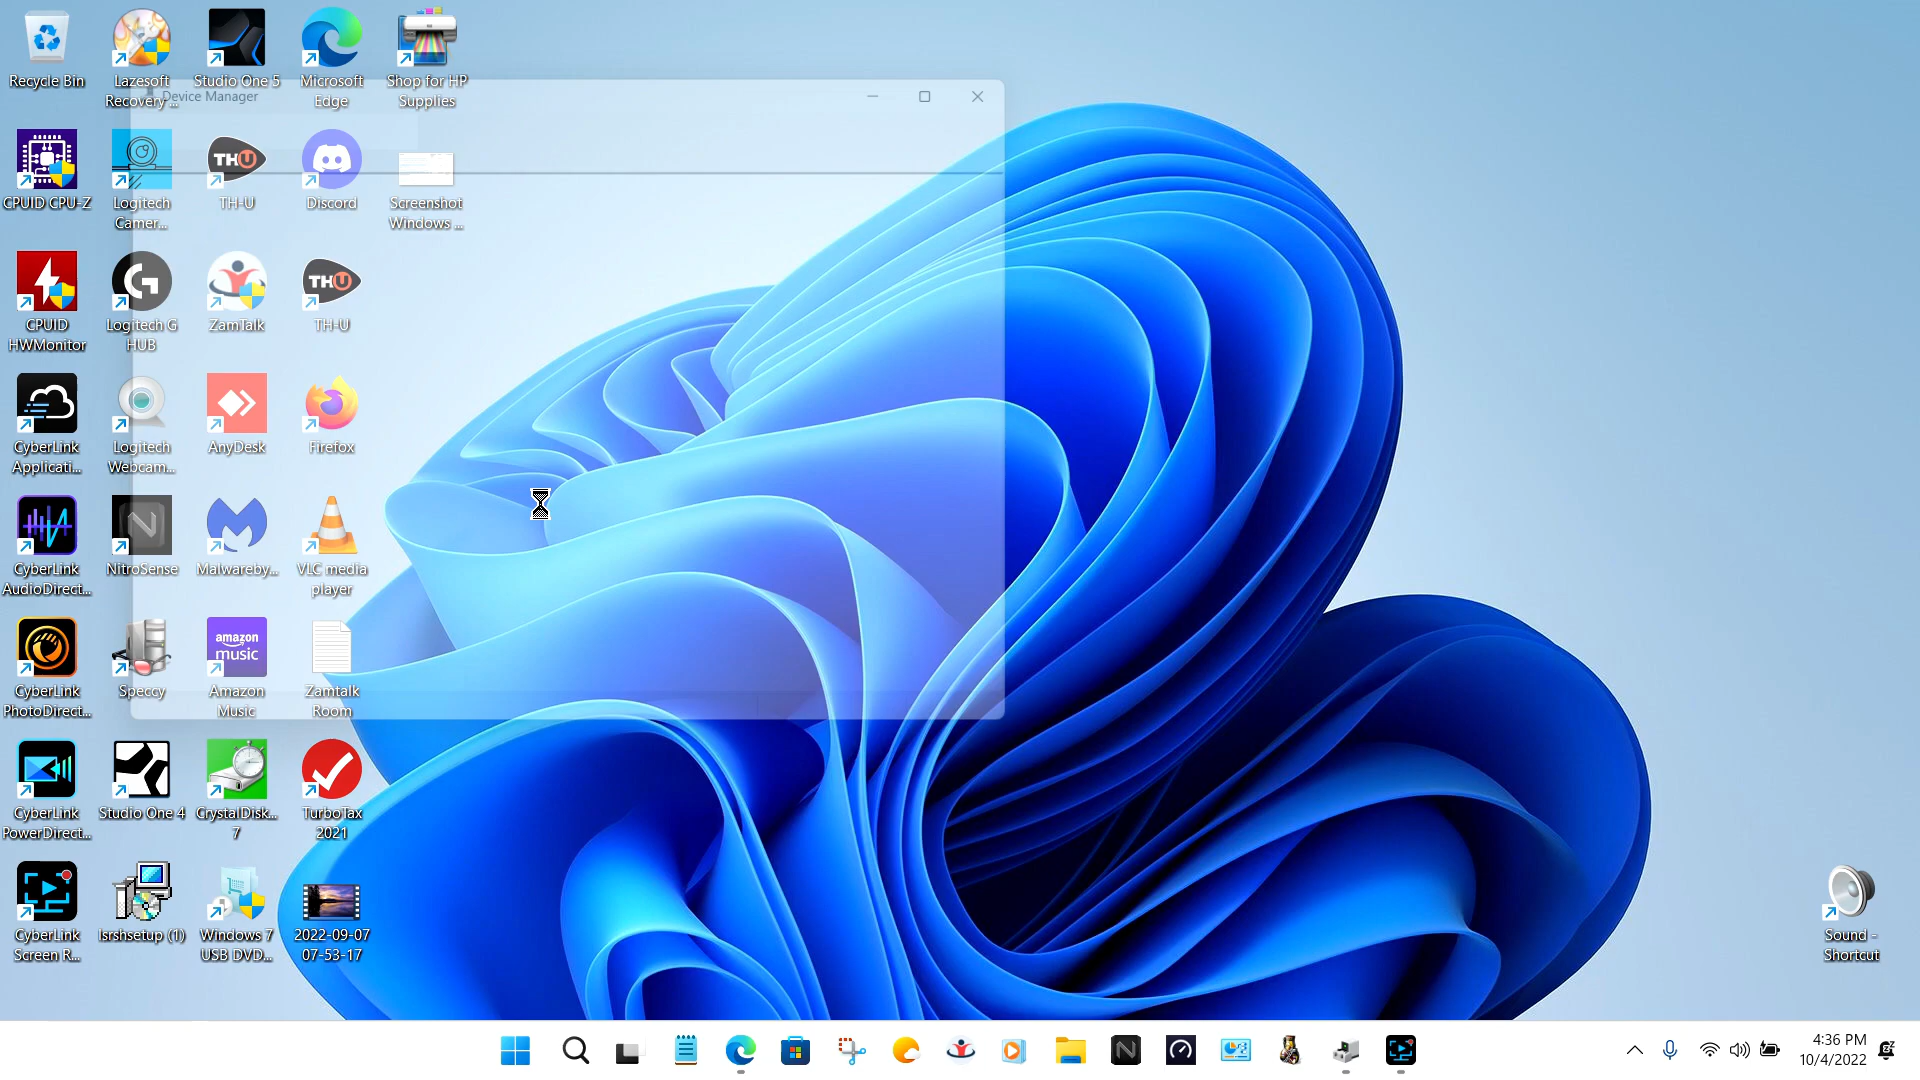 Recycle Bin
Lazesoft
Recovery ...
Studio One 5
Microsoft
Edge
Shop for HP
Supplies
Device Manager
CPUID CPU-Z
Logitech
Camer...
THU
TH-U
Discord
Screenshot
Windows ...
CPUID
HWMonitor
Logitech G
HUB
ZamTalk
THU
TH-U
CyberLink
Applicati...
Logitech
Webcam...
AnyDesk
Firefox
CyberLink
AudioDirect...
NitroSense
Malwareby...
VLC media
player
CyberLink
PhotoDirect...
Speccy
amazon
music
Amazon
Music
Zamtalk
Room
CyberLink
PowerDirect...
Studio One 4
CrystalDisk...
7
TurboTax
2021
CyberLink
Screen R...
lsrshsetup (1)
Windows 7
USB DVD...
2022-09-07
07-53-17
Sound -
Shortcut
4:36 PM
10/4/2022